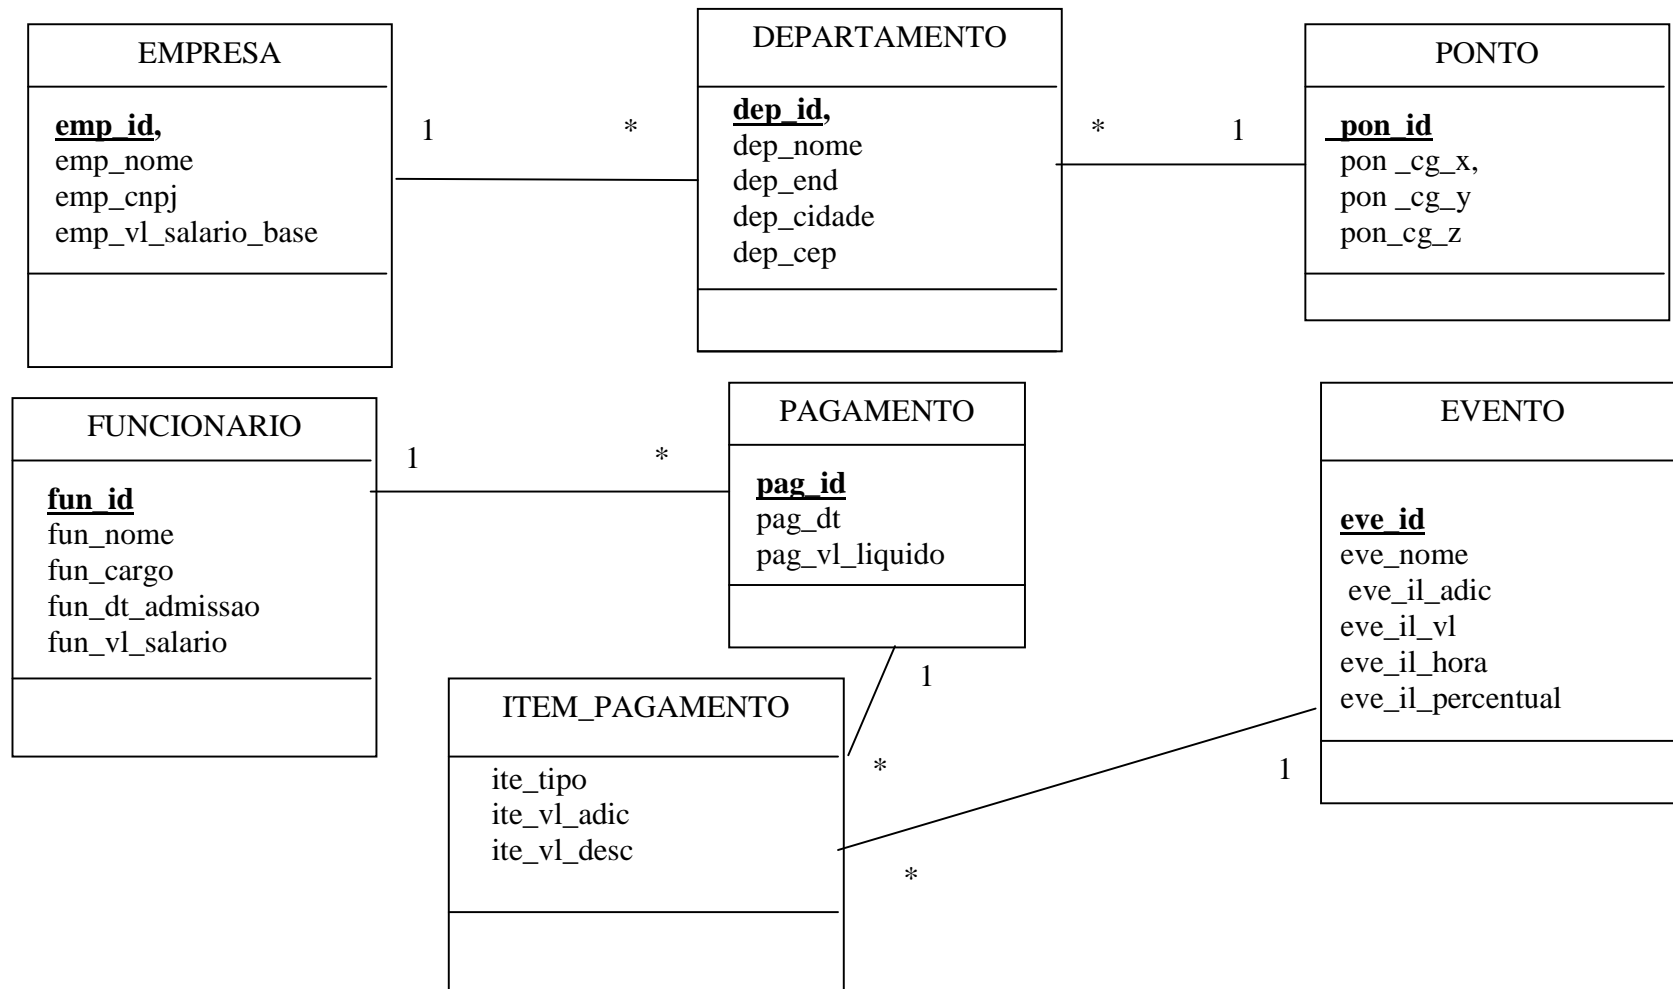 EMPRESA
emp_id,
emp_nome
emp_cnpj
emp_vl_salario_base
1
*
DEPARTAMENTO
dep_id,
dep_nome
dep_end
dep_cidade
dep_cep
*
1
PONTO
pon_id
pon _cg_x,
pon _cg_y
pon_cg_z
FUNCIONARIO
fun_id
fun_nome
fun_cargo
fun_dt_admissao
fun_vl_salario
1
*
PAGAMENTO
pag_id
pag_dt
pag_vl_liquido
1
*
ITEM_PAGAMENTO
ite_tipo
ite_vl_adic
ite_vl_desc
*
1
EVENTO
eve_id
eve_nome
eve_il_adic
eve_il_vl
eve_il_hora
eve_il_percentual